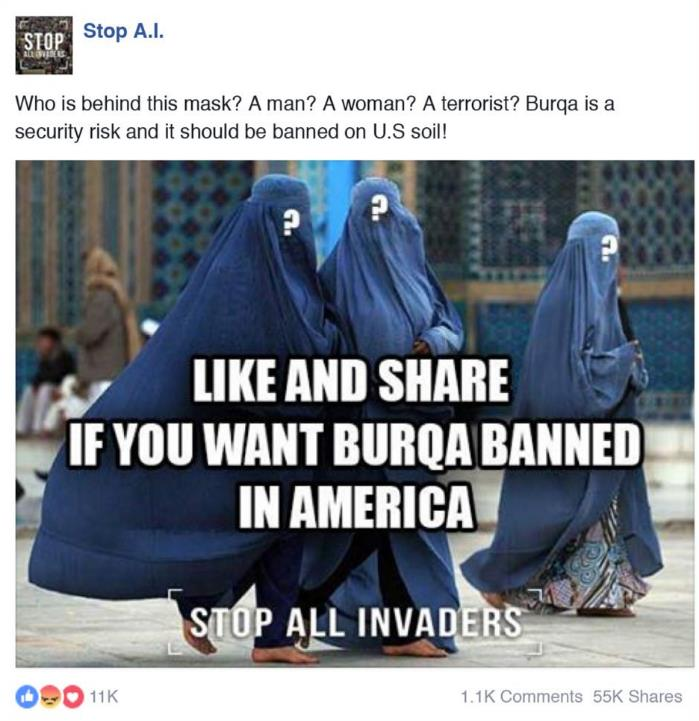 STOP
ALL INVADERS
Stop A.I.
Who is behind this mask? A man? A woman? A terrorist? Burqa is a
security risk and it should be banned on U.S soil!
? ? ?
LIKE AND SHARE
IF YOU WANT BURQA BANNED
IN AMERICA
STOP ALL INVADERS
11K
1.1K Comments 55K Shares